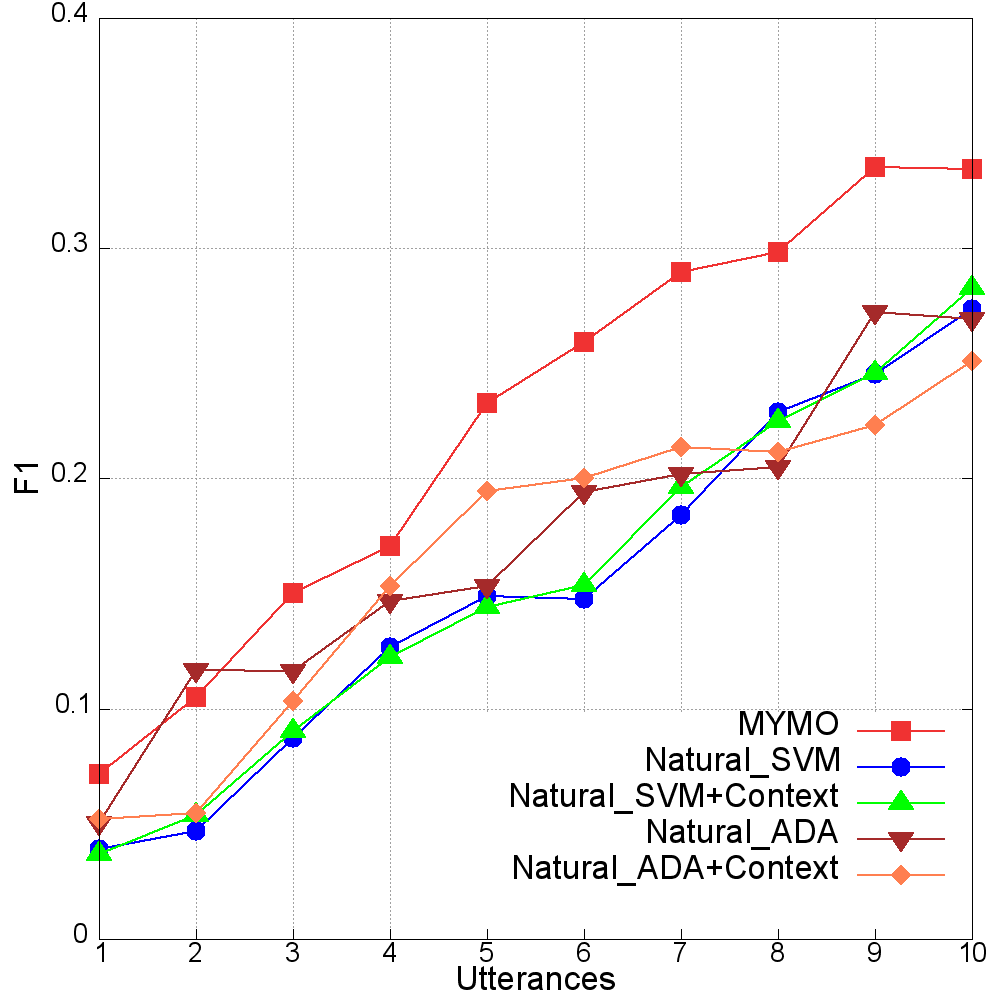 0.4
0.3
0.2
0.1
0
F1
MYMO
Natural_SVM
Natural_SVM+Context
Natural_ADA
Natural_ADA+Context
1 2 3 4 5 6 7 8 9 10
Utterances